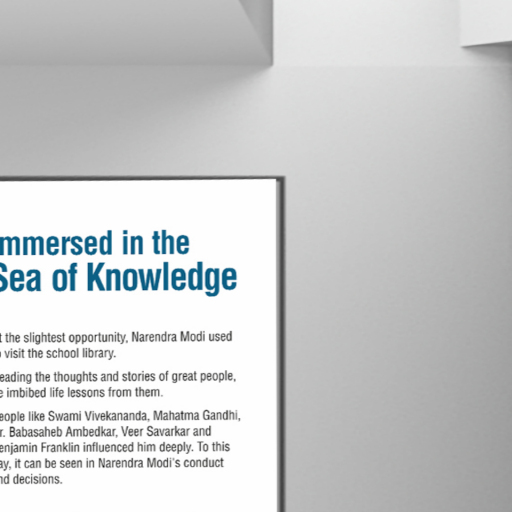 mmersed in the
Sea of Knowledge
t the slightest opportunity, Narendra Modi used
visit the school library.
eading the thoughts and stories of great people,
e imbibed life lessons from them.
eople like Swami Vivekananda, Mahatma Gandhi,
r. Babasaheb Ambedkar, Veer Savarkar and
enjamin Franklin influenced him deeply. To this
ay, it can be seen in Narendra Modi's conduct
nd decisions.